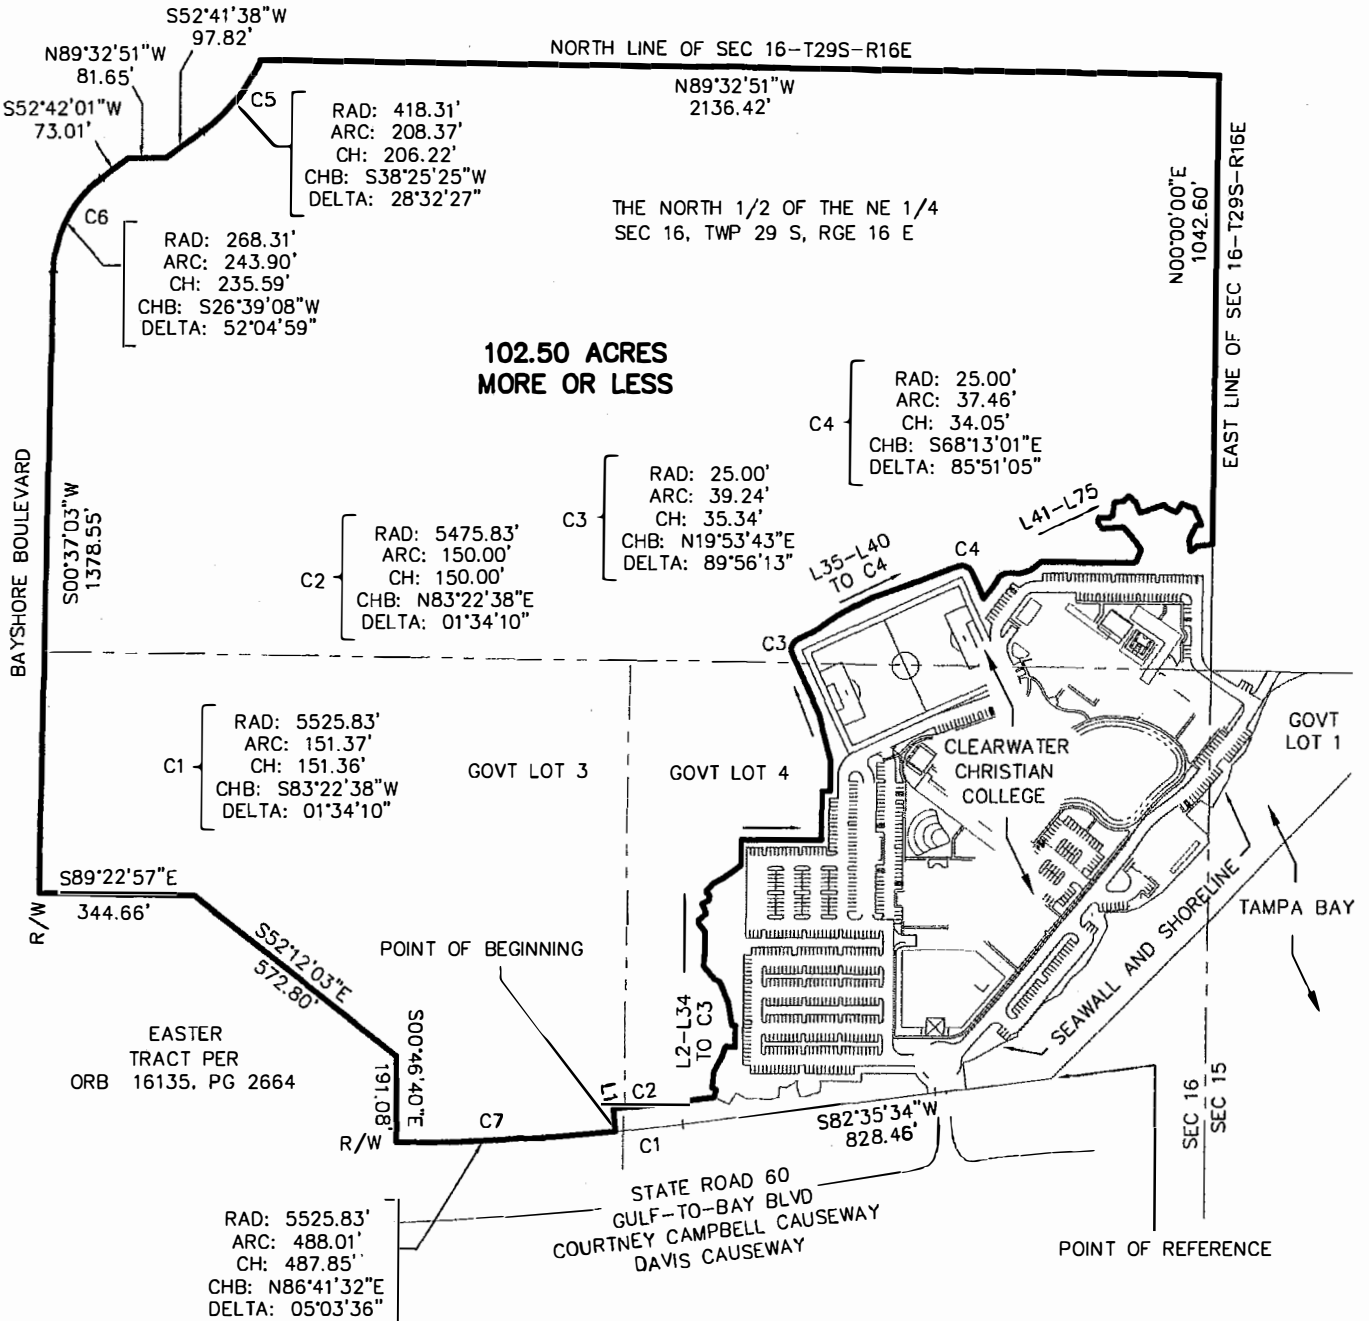 S52°41'38"W
97.82'
N89°32'51"W
81.65'
S52°42'01"W
73.01'
NORTH LINE OF SEC 16-T29S-R16E
N89°32'51"W
2136.42'
C5
RAD: 418.31'
ARC: 208.37'
CH: 206.22'
CHB: S38°25'25"W
DELTA: 28°32'27"
C6
RAD: 268.31'
ARC: 243.90'
CH: 235.59'
CHB: S26°39'08"W
DELTA: 52°04'59"
THE NORTH 1/2 OF THE NE 1/4
SEC 16, TWP 29 S, RGE 16 E
N00°00'00"E
1042.60'
EAST LINE OF SEC 16-T29S-R16E
102.50 ACRES
MORE OR LESS
C4
RAD: 25.00'
ARC: 37.46'
CH: 34.05'
CHB: S68°13'01"E
DELTA: 85°51'05"
C3
RAD: 25.00'
ARC: 39.24'
CH: 35.34'
CHB: N19°53'43"E
DELTA: 89°56'13"
C2
RAD: 5475.83'
ARC: 150.00'
CH: 150.00'
CHB: N83°22'38"E
DELTA: 01°34'10"
L41-L75
L35-L40
TO C4
C4
C3
BAYSHORE BOULEVARD
S00°37'03"W
1378.55'
C1
RAD: 5525.83'
ARC: 151.37'
CH: 151.36'
CHB: S83°22'38"W
DELTA: 01°34'10"
GOVT LOT 3
GOVT LOT 4
CLEARWATER
CHRISTIAN
COLLEGE
GOVT
LOT 1
S89°22'57"E
344.66'
R/W
S52°12'03"E
572.80'
POINT OF BEGINNING
TAMPA BAY
SEAWALL AND SHORELINE
EASTER
TRACT PER
ORB 16135, PG 2664
S00°46'40"E
191.08'
R/W
C7
L1
C2
L2-L34
TO C3
C1
S82°35'34"W
828.46'
SEC 16
SEC 15
STATE ROAD 60
GULF-TO-BAY BLVD
COURTNEY CAMPBELL CAUSEWAY
DAVIS CAUSEWAY
POINT OF REFERENCE
RAD: 5525.83'
ARC: 488.01'
CH: 487.85'
CHB: N86°41'32"E
DELTA: 05°03'36"